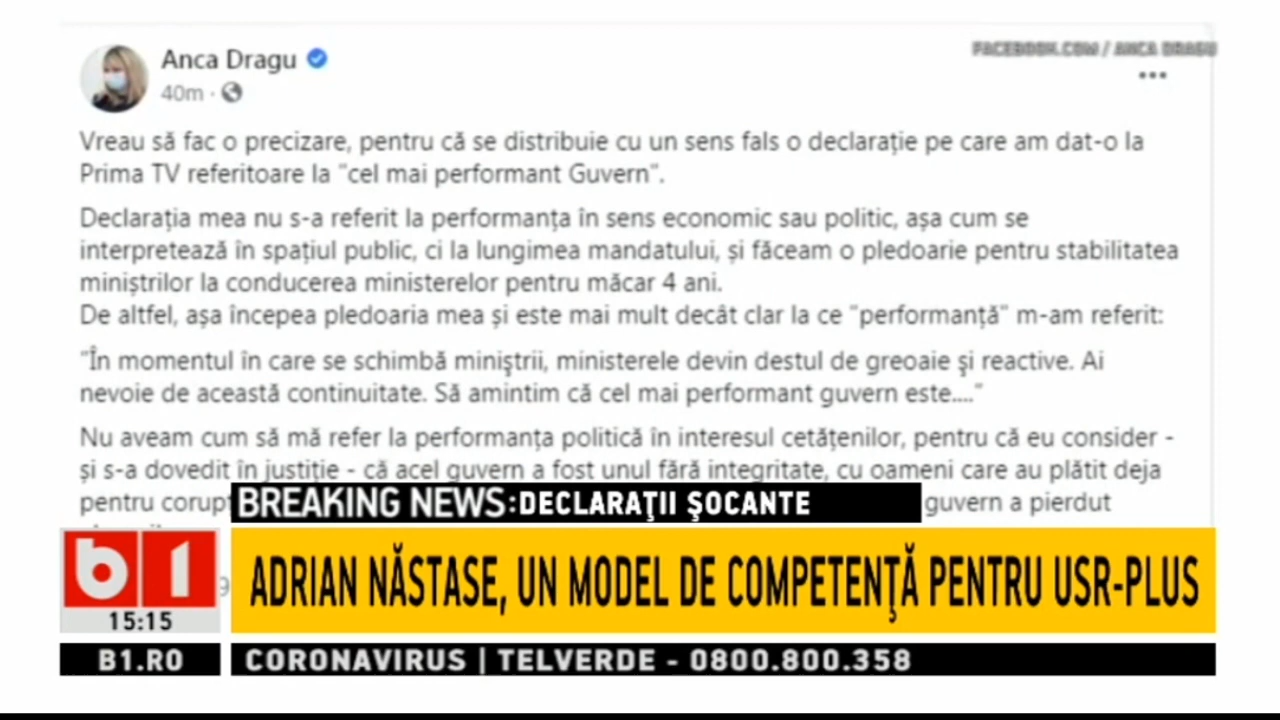 Anca Dragu
FACEBOOK.COM / ANCA DRAGU
40m
Vreau să fac o precizare, pentru că se distribuie cu un sens fals o declarație pe care am dat-o la
Prima TV referitoare la "cel mai performant Guvern".
Declarația mea nu s-a referit la performanța în sens economic sau politic, așa cum se
interpretează în spațiul public, ci la lungimea mandatului, și făceam o pledoarie pentru stabilitatea
miniștrilor la conducerea ministerelor pentru măcar 4 ani.
De altfel, așa începea pledoaria mea și este mai mult decât clar la ce "performanță" m-am referit:
"În momentul în care se schimbă miniştrii, ministerele devin destul de greoaie şi reactive. Ai
nevoie de această continuitate. Să amintim că cel mai performant guvern este...."
Nu aveam cum să mă refer la performanța politică în interesul cetățenilor, pentru că eu consider -
și s-a dovedit în justiție - că acel guvern a fost unul fără integritate, cu oameni care au plătit deja
pentru guvern a pierdut
BREAKING NEWS: DECLARAŢII ŞOCANTE
b1
ADRIAN NĂSTASE, UN MODEL DE COMPETENŢĂ PENTRU USR-PLUS
15:15
B1.RO
CORONAVIRUS | TELVERDE - 0800.800.358